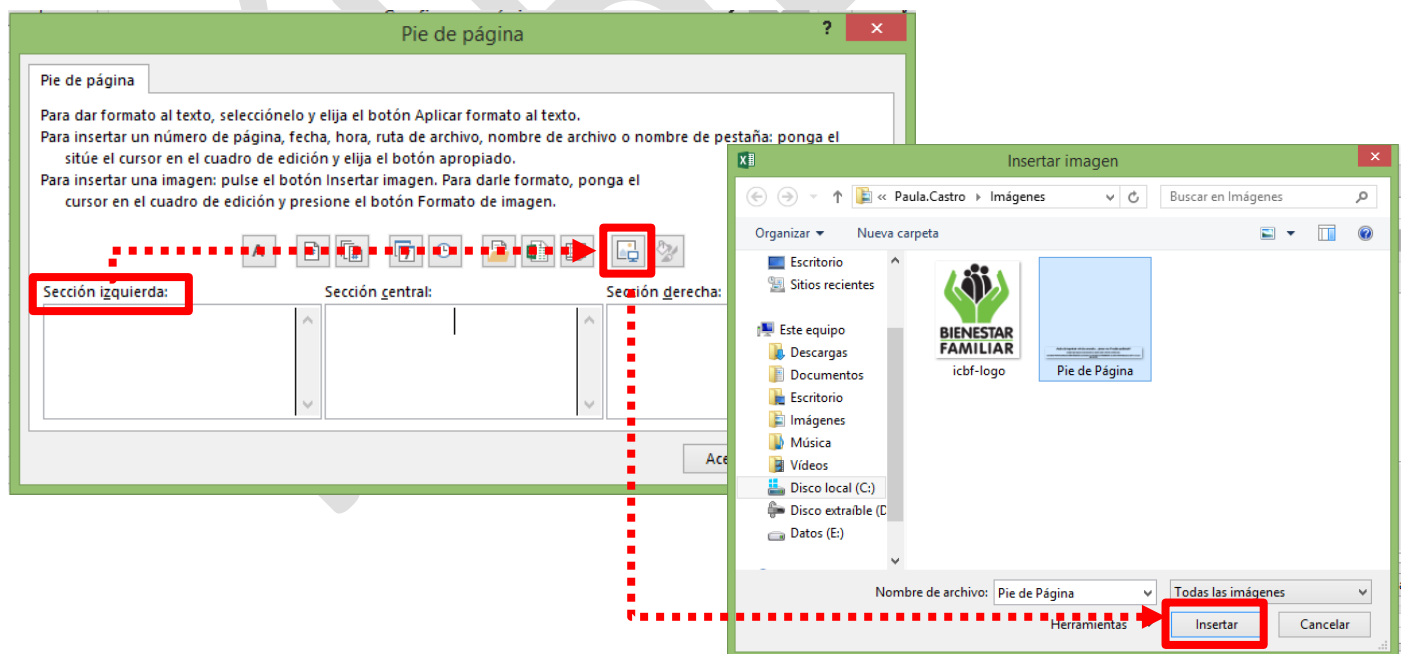 Pie de página
?
Pie de página
Para dar formato al texto, selecciónelo y elija el botón Aplicar formato al texto.
Para insertar un número de página, fecha, hora, ruta de archivo, nombre de archivo o nombre de pestaña: ponga el
sitúe el cursor en el cuadro de edición y elija el botón apropiado.
Para insertar una imagen: pulse el botón Insertar imagen. Para darle formato, ponga el
cursor en el cuadro de edición y presione el botón Formato de imagen.
Sección izquierda:
Sección central:
Sección derecha:
Ace
Insertar imagen
« Paula.Castro
Imágenes
Buscar en Imágenes
Organizar
Nueva carpeta
Escritorio
Sitios recientes
Este equipo
Descargas
Documentos
Escritorio
Imágenes
Música
Vídeos
Disco local (C:)
Disco extraíble (D
Datos (E:)
BIENESTAR
FAMILIAR
icbf-logo
Pie de Página
Nombre de archivo:
Pie de Página
Todas las imágenes
Herramientas
Insertar
Cancelar